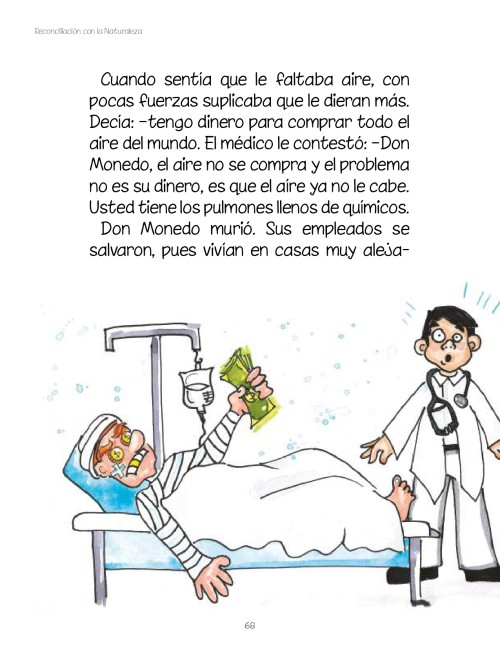 Reconciliación con la Naturaleza
Cuando sentía que le faltaba aire, con
pocas fuerzas suplicaba que le dieran más.
Decía: -tengo dinero para comprar todo el
aire del mundo. El médico le contestó: -Don
Monedo, el aire no se compra y el problema
no es su dinero, es que el aire ya no le cabe.
Usted tiene los pulmones llenos de químicos.
Don Monedo murió. Sus empleados se
salvaron, pues vivían en casas muy aleja-
68